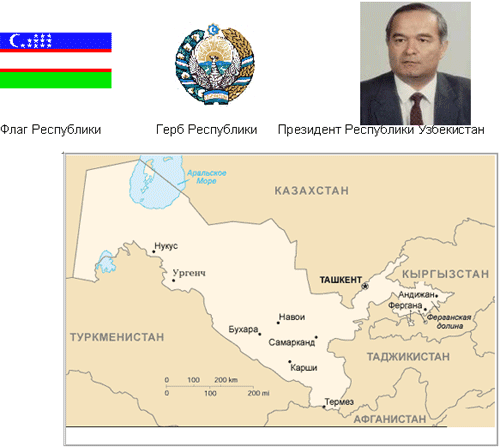 Флаг Республики
Герб Республики
Президент Республики Узбекистан
Аральское
Море
КАЗАХСТАН
Нукус
Ургенч
ТАШКЕНТ
КЫРГЫЗСТАН
Андижан
Фергана
Ферганская
долина
Навои
Бухара
Самарканд
ТУРКМЕНИСТАН
ТАДЖИКИСТАН
Карши
0 100 200 km
0 100 200 mi
Термез
АФГАНИСТАН